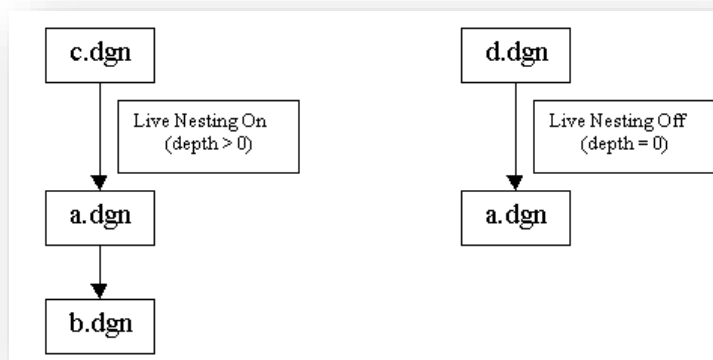 c.dgn
Live Nesting On
(depth > 0)
a.dgn
b.dgn
d.dgn
Live Nesting Off
(depth = 0)
a.dgn